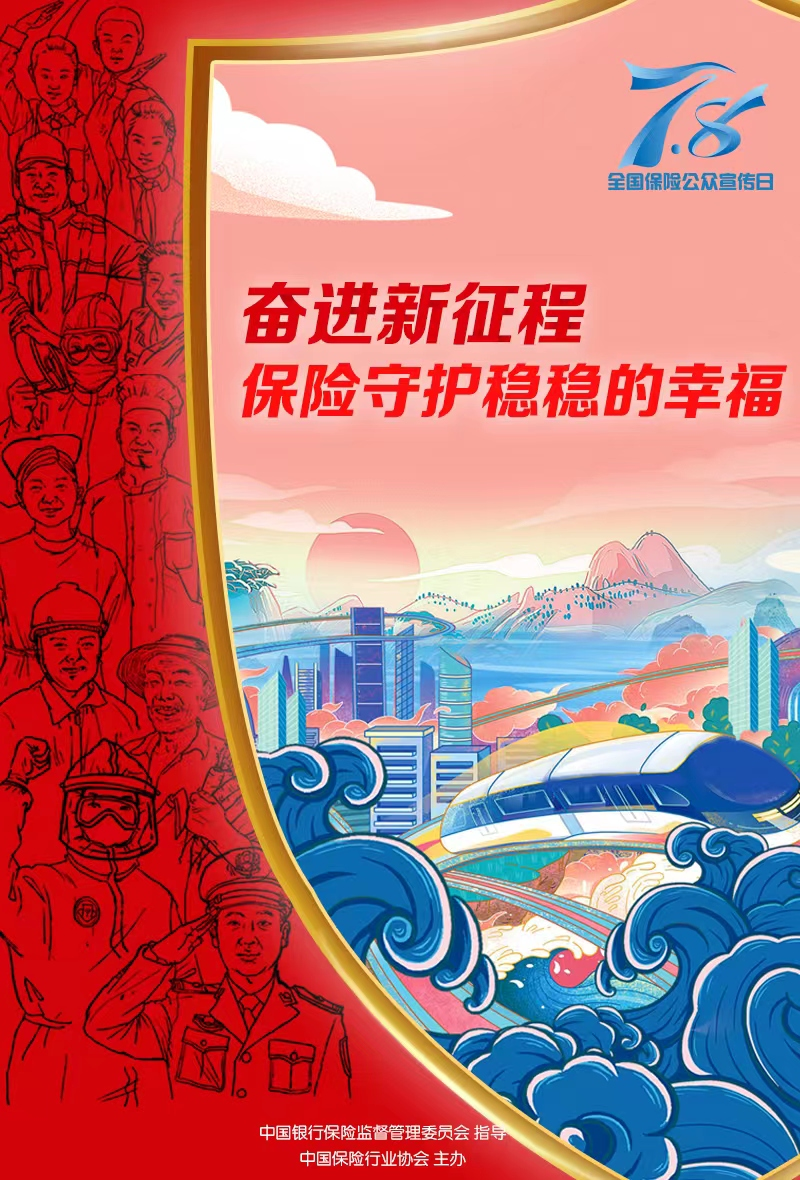 7.8
全国保险公众宣传日
奋进新征程
保险守护稳稳的幸福
中国银行保险监督管理委员会 指导
中国保险行业协会 主办